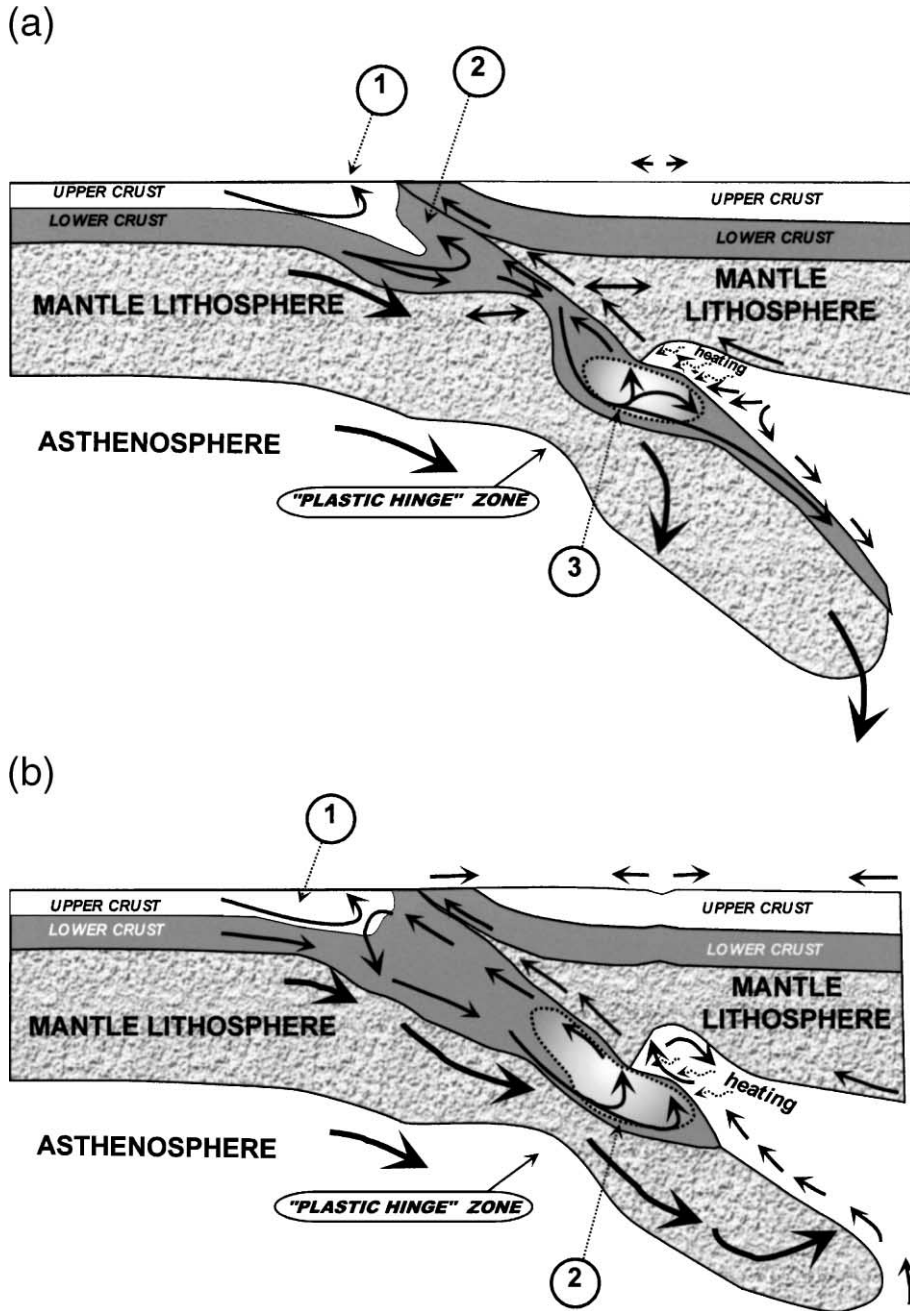 (a)
1
2
UPPER CRUST
UPPER CRUST
LOWER CRUST
LOWER CRUST
MANTLE LITHOSPHERE
MANTLE
LITHOSPHERE
heating
ASTHENOSPHERE
"PLASTIC HINGE" ZONE
3
(b)
1
UPPER CRUST
UPPER CRUST
LOWER CRUST
LOWER CRUST
MANTLE LITHOSPHERE
MANTLE
LITHOSPHERE
heating
ASTHENOSPHERE
"PLASTIC HINGE" ZONE
2